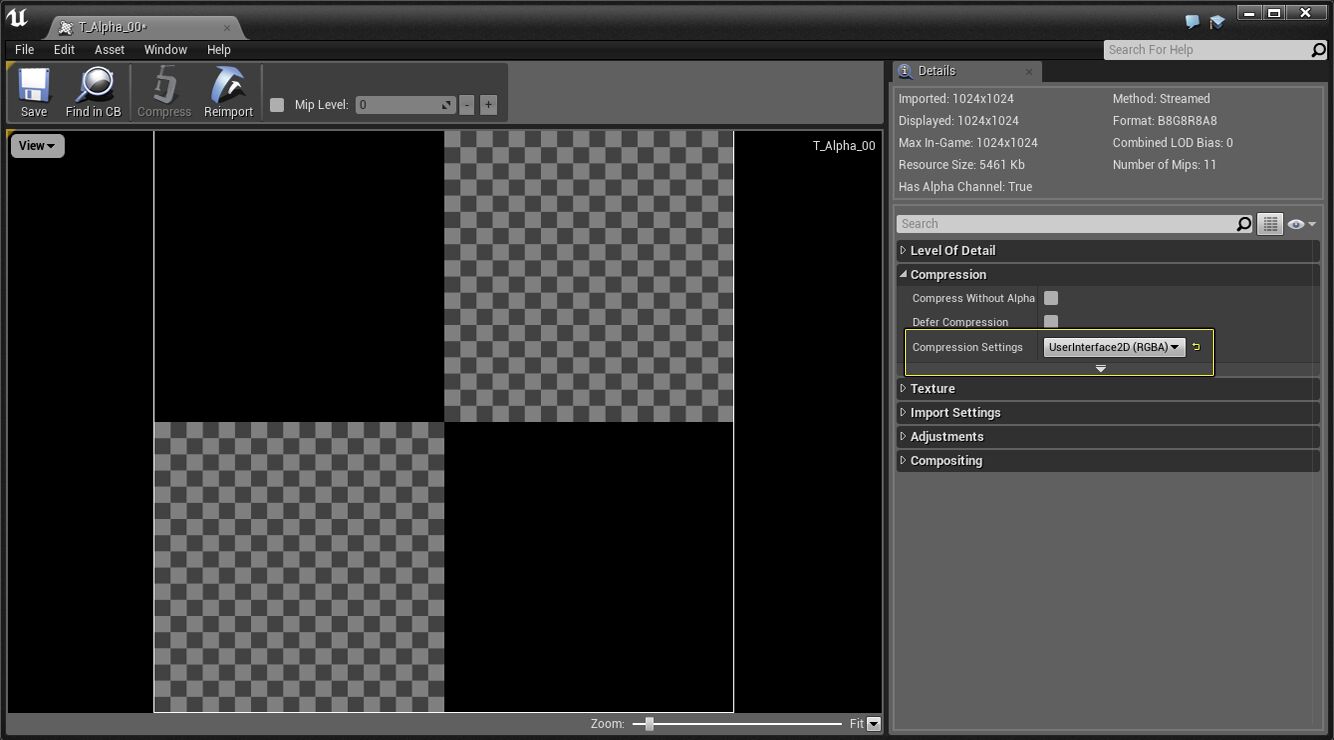 T_Alpha_00*
File Edit Asset Window Help
Search For Help
Save Find in CB Compress Reimport
Mip Level: 0 - +
View
T_Alpha_00
Zoom: Fit
Details
Imported: 1024x1024 Method: Streamed
Displayed: 1024x1024 Format: B8G8R8A8
Max In-Game: 1024x1024 Combined LOD Bias: 0
Resource Size: 5461 Kb Number of Mips: 11
Has Alpha Channel: True
Search
Level Of Detail
Compression
Compress Without Alpha
Defer Compression
Compression Settings UserInterface2D (RGBA)
Texture
Import Settings
Adjustments
Compositing